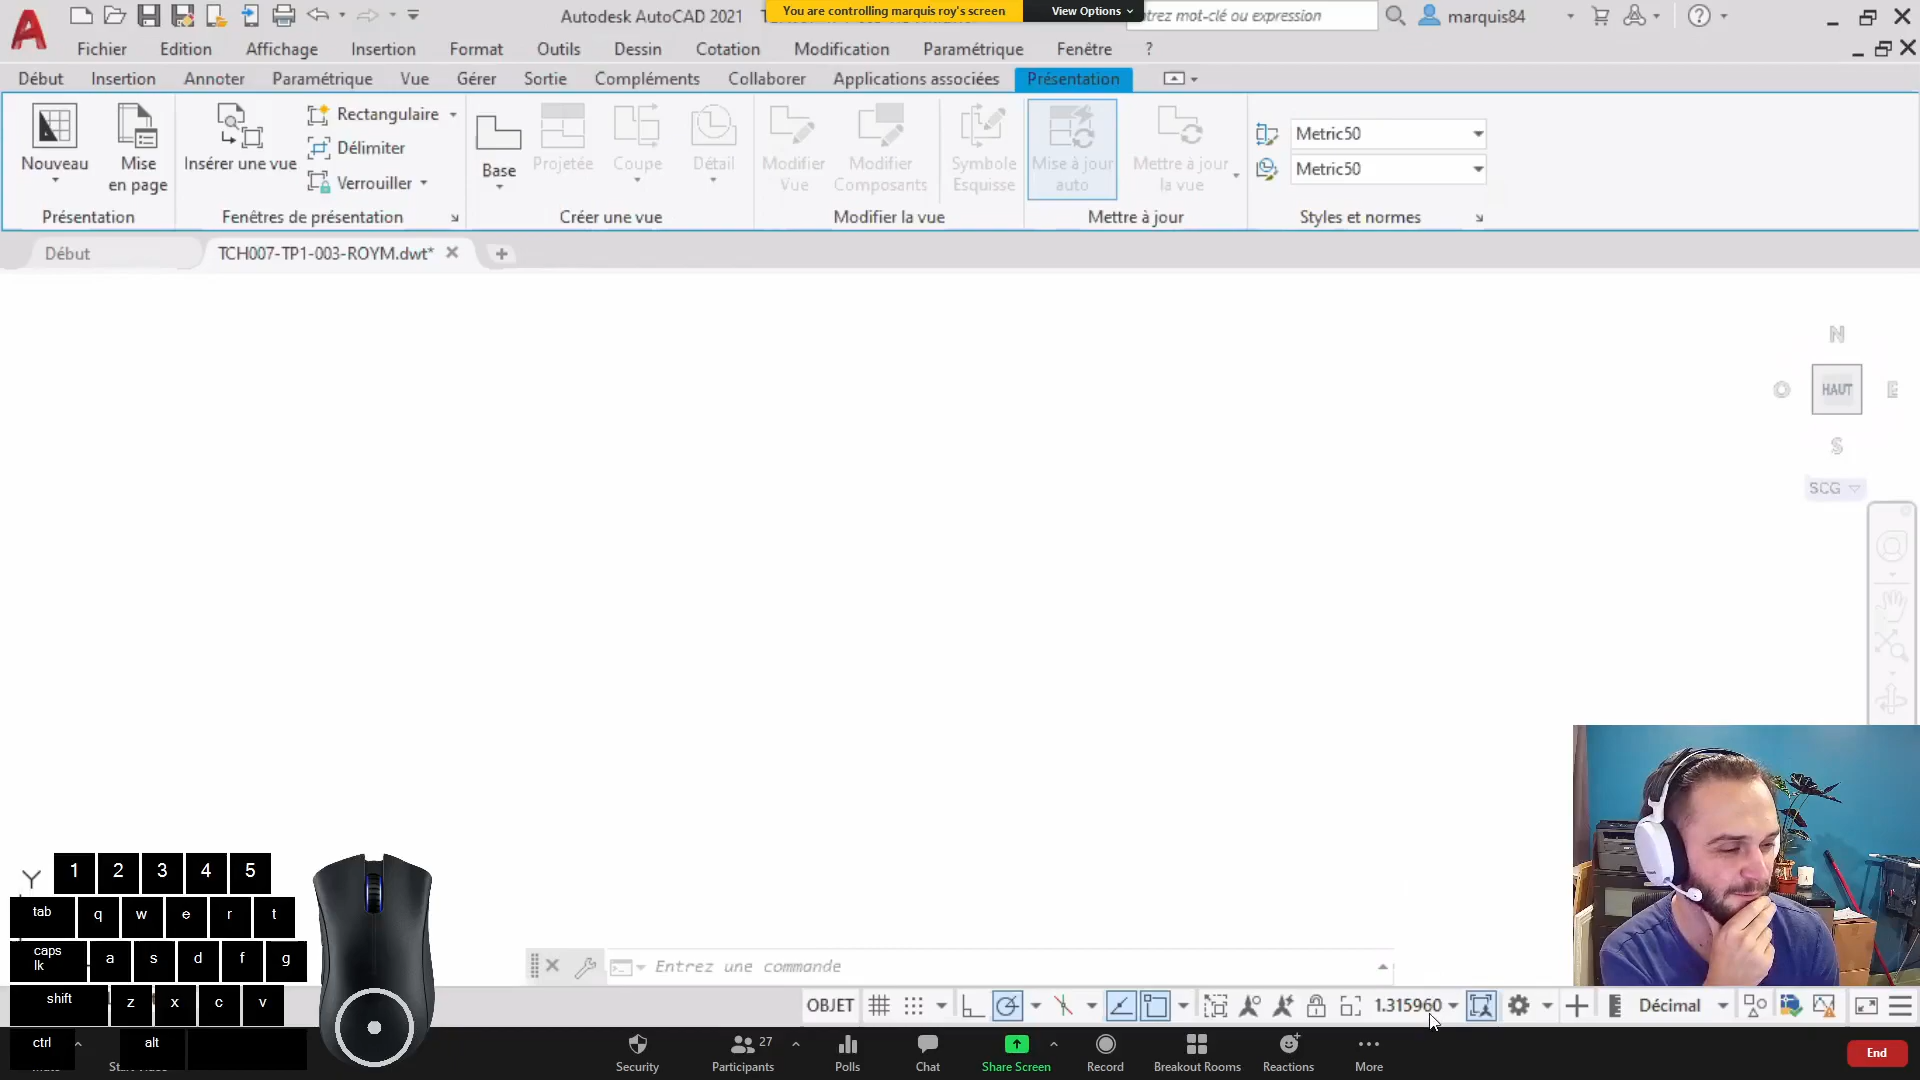 You are controlling marquis roy's screen
View Options
Autodesk AutoCAD 2021
trez mot-clé ou expression
marquis84
Fichier Edition Affichage Insertion Format Outils Dessin Cotation Modification Paramétrique Fenêtre ?
Début Insertion Annoter Paramétrique Vue Gérer Sortie Compléments Collaborer Applications associées Présentation
Nouveau
Mise en page
Insérer une vue
Rectangulaire
Délimiter
Verrouiller
Base
Projetée
Coupe
Détail
Modifier Vue
Modifier Composants
Symbole Esquisse
Mise à jour auto
Mettre à jour la vue
Metric50
Metric50
Présentation
Fenêtres de présentation
Créer une vue
Modifier la vue
Mettre à jour
Styles et normes
Début
TCH007-TP1-003-ROYM.dwt*
N
O
HAUT
E
S
SCG
Y
1 2 3 4 5
tab q w e r t
caps lk a s d f g
shift z x c v
ctrl alt
Entrez une commande
OBJET
1.315960
Décimal
Security
Participants
27
Polls
Chat
Share Screen
Record
Breakout Rooms
Reactions
More
End